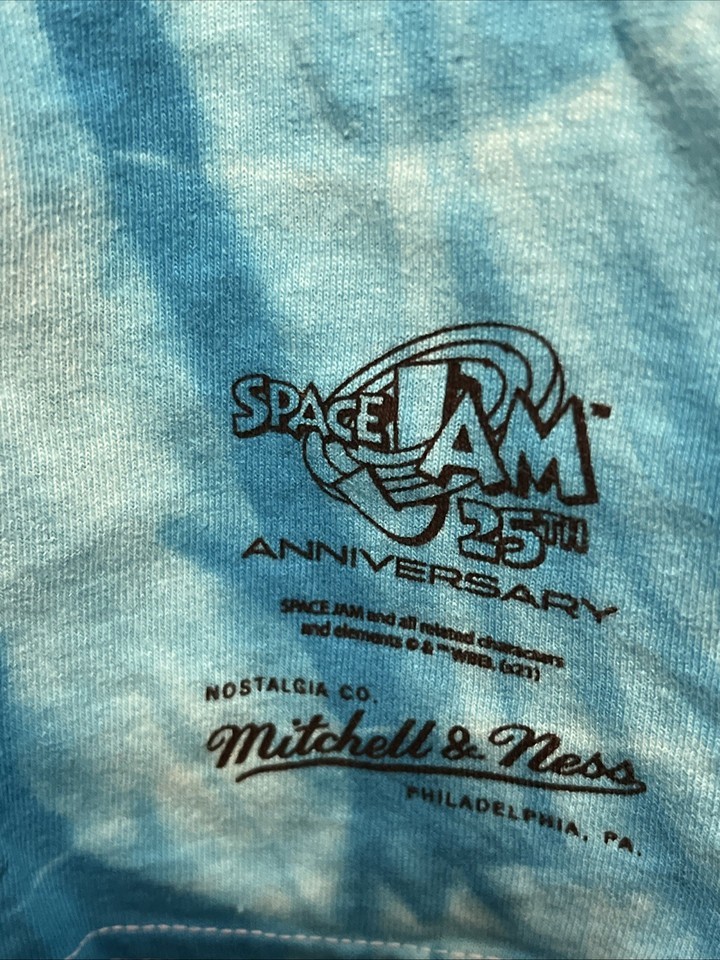 SPACE JAM™
25TH
ANNIVERSARY
SPACE JAM and all related characters
and elements © & ™ WBEI. (s21)
NOSTALGIA CO.
Mitchell & Ness
PHILADELPHIA, PA.